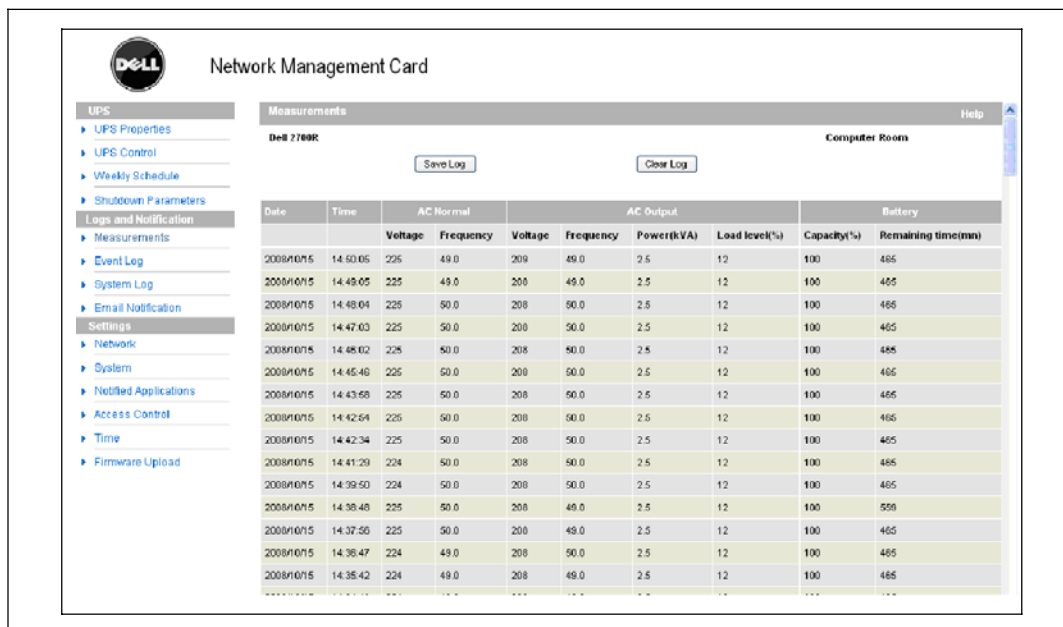 DELL
Network Management Card
UPS
UPS Properties
UPS Control
Weekly Schedule
Shutdown Parameters
Logs and Notification
Measurements
Event Log
System Log
Email Notification
Settings
Network
System
Notified Applications
Access Control
Time
Firmware Upload
Measurements Help
Dell 2700R Computer Room
Save Log Clear Log
Date Time AC Normal AC Output Battery
Voltage Frequency Voltage Frequency Power(kVA) Load level(%) Capacity(%) Remaining time(mn)
2008/10/15 14:50:05 225 49.0 209 49.0 2.5 12 100 465
2008/10/15 14:49:05 225 49.0 208 49.0 2.5 12 100 465
2008/10/15 14:48:04 225 50.0 208 50.0 2.5 12 100 465
2008/10/15 14:47:03 225 50.0 208 50.0 2.5 12 100 465
2008/10/15 14:46:02 225 50.0 208 50.0 2.5 12 100 465
2008/10/15 14:45:46 225 50.0 208 50.0 2.5 12 100 465
2008/10/15 14:43:58 225 50.0 208 50.0 2.5 12 100 465
2008/10/15 14:42:54 225 50.0 208 50.0 2.5 12 100 465
2008/10/15 14:42:34 225 50.0 208 50.0 2.5 12 100 465
2008/10/15 14:41:29 224 50.0 208 50.0 2.5 12 100 465
2008/10/15 14:39:50 224 50.0 208 50.0 2.5 12 100 465
2008/10/15 14:38:48 225 50.0 208 49.0 2.5 12 100 559
2008/10/15 14:37:56 225 50.0 208 49.0 2.5 12 100 465
2008/10/15 14:36:47 224 49.0 208 50.0 2.5 12 100 465
2008/10/15 14:35:42 224 49.0 208 49.0 2.5 12 100 465